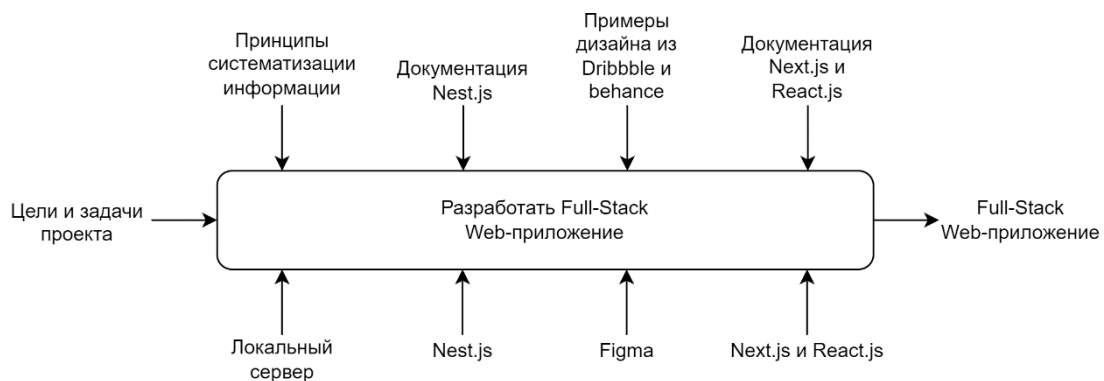 Принципы
систематизации
информации
Документация
Nest.js
Примеры
дизайна из
Dribbble и
behance
Документация
Next.js и
React.js
Цели и задачи
проекта
Разработать Full-Stack
Web-приложение
Full-Stack
Web-приложение
Локальный
сервер
Nest.js
Figma
Next.js и React.js